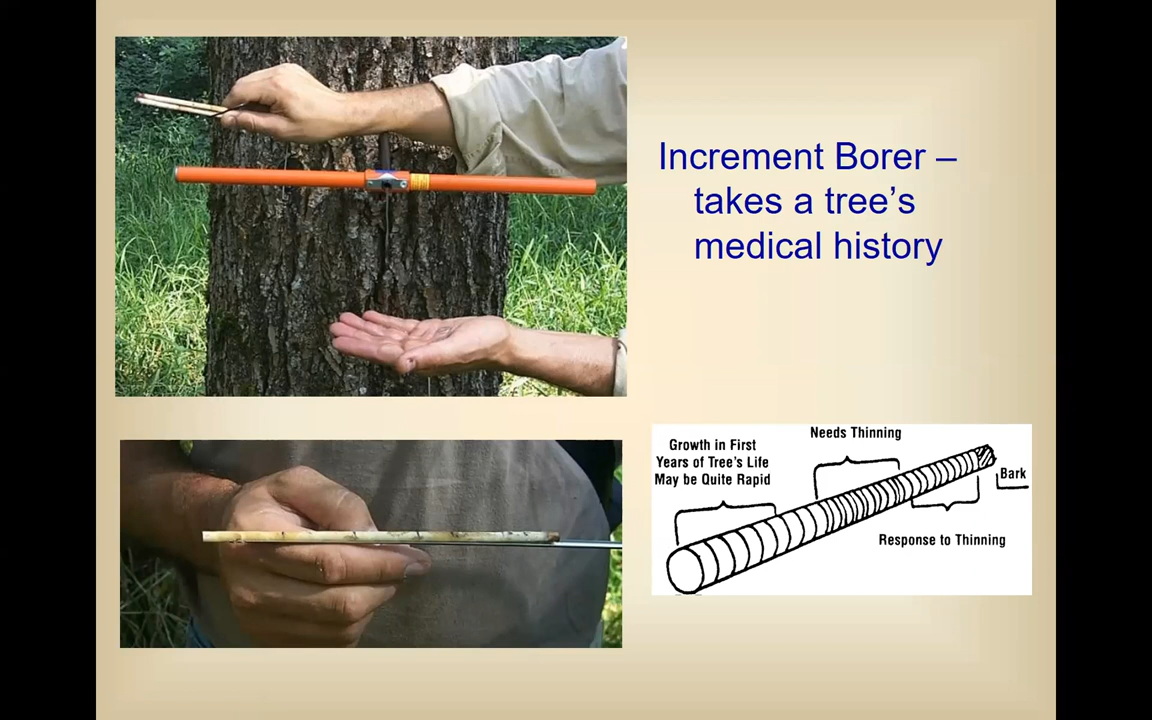 Increment Borer –
takes a tree’s
medical history
Growth in First
Years of Tree's Life
May be Quite Rapid
Needs Thinning
Bark
Response to Thinning